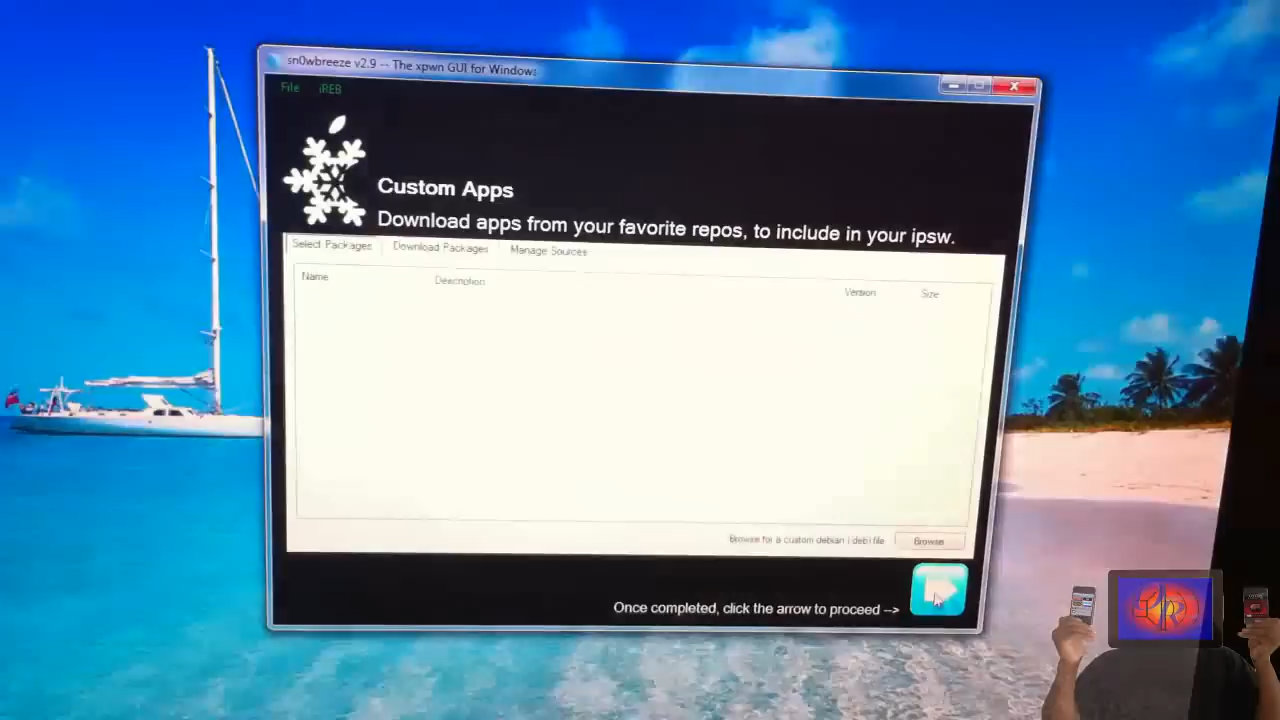 sn0wbreeze v2.9 -- The xpwn GUI for Windows
File iREB
Custom Apps
Download apps from your favorite repos, to include in your ipsw.
Select Packages Download Packages Manage Sources
Name Description Version Size
Browse for a custom debian (.deb) file Browse
Once completed, click the arrow to proceed -->